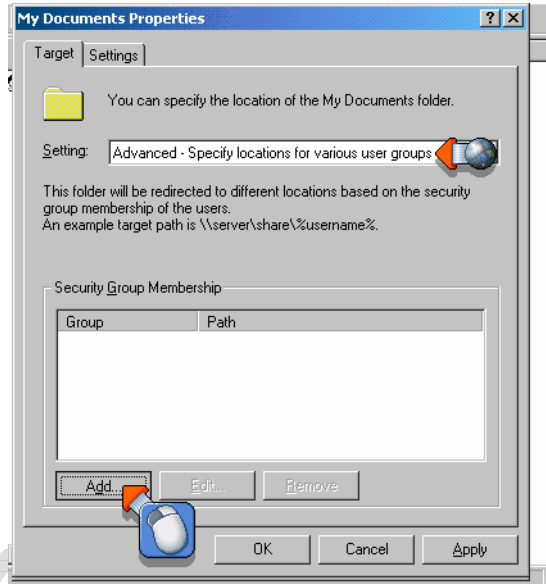 My Documents Properties
Target
Settings
You can specify the location of the My Documents folder.
Setting:
Advanced - Specify locations for various user groups
This folder will be redirected to different locations based on the security
group membership of the users.
An example target path is \\server\share\%username%.
Security Group Membership
Group Path
Add... Edit... Remove
OK Cancel Apply